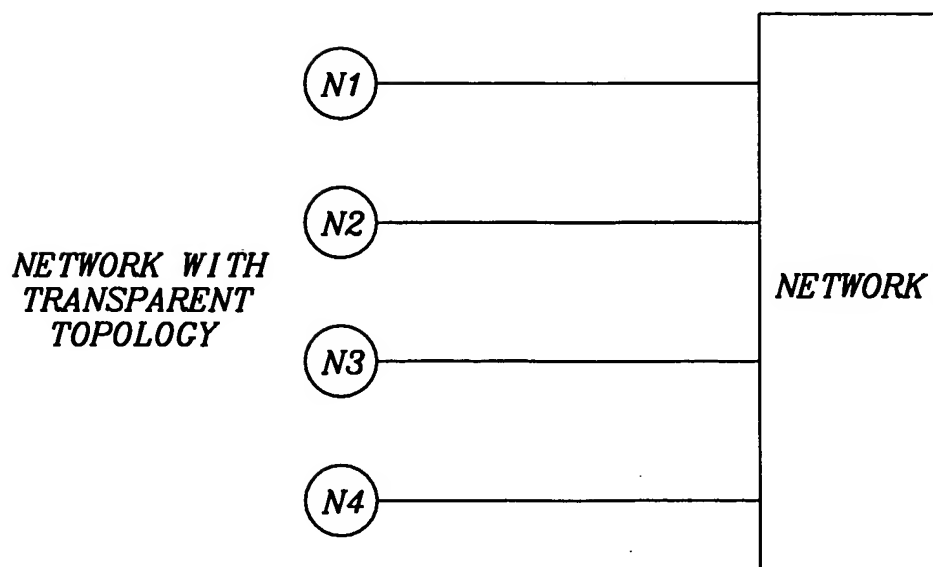 N1
N2
NETWORK WITH
TRANSPARENT
TOPOLOGY
NETWORK
N3
N4